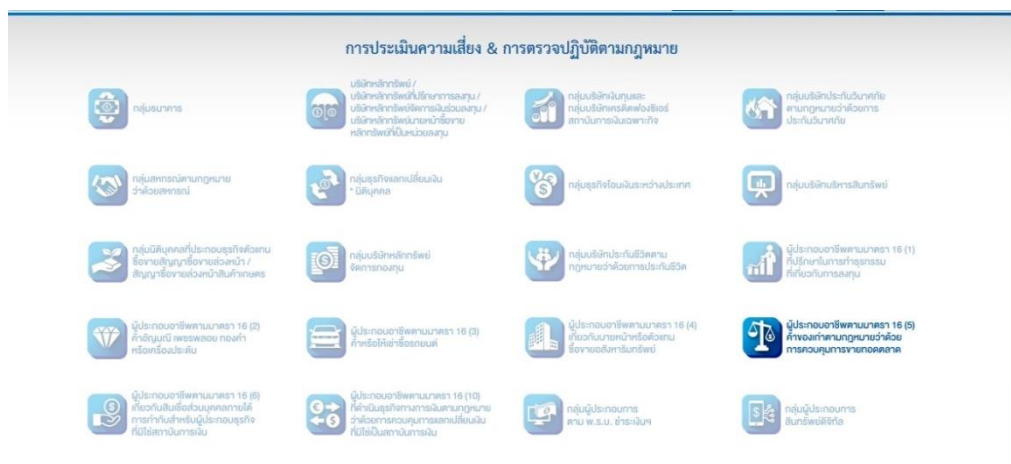 การประเมินความเสี่ยง & การตรวจปฏิบัติตามกฎหมาย
กลุ่มธนาคาร
บริษัทหลักทรัพย์ /
บริษัทหลักทรัพย์ที่ปรึกษาการลงทุน /
บริษัทหลักทรัพย์จัดการเงินร่วมลงทุน /
บริษัทหลักทรัพย์นายหน้าซื้อขาย
หลักทรัพย์ที่เป็นหน่วยลงทุน
กลุ่มบริษัทเงินทุนและ
กลุ่มบริษัทเครดิตฟองซิเอร์
สถาบันการเงินเฉพาะกิจ
กลุ่มบริษัทประกันวินาศภัย
ตามกฎหมายว่าด้วยการ
ประกันวินาศภัย
กลุ่มสหกรณ์ตามกฎหมาย
ว่าด้วยสหกรณ์
กลุ่มธุรกิจแลกเปลี่ยนเงิน
* นิติบุคคล
กลุ่มธุรกิจโอนเงินระหว่างประเทศ
กลุ่มบริษัทบริหารสินทรัพย์
กลุ่มนิติบุคคลที่ประกอบธุรกิจตัวแทน
ซื้อขายสัญญาซื้อขายล่วงหน้า /
สัญญาซื้อขายล่วงหน้าสินค้าเกษตร
กลุ่มบริษัทหลักทรัพย์
จัดการกองทุน
กลุ่มบริษัทประกันชีวิตตาม
กฎหมายว่าด้วยการประกันชีวิต
ผู้ประกอบอาชีพตามมาตรา 16 (1)
ที่ปรึกษาในการทำธุรกรรม
ที่เกี่ยวกับการลงทุน
ผู้ประกอบอาชีพตามมาตรา 16 (2)
ค้าอัญมณี เพชรพลอย ทองคำ
หรือเครื่องประดับ
ผู้ประกอบอาชีพตามมาตรา 16 (3)
ค้าหรือให้เช่าซื้อรถยนต์
ผู้ประกอบอาชีพตามมาตรา 16 (4)
เกี่ยวกับนายหน้าหรือตัวแทน
ซื้อขายอสังหาริมทรัพย์
ผู้ประกอบอาชีพตามมาตรา 16 (5)
ค้าของเก่าตามกฎหมายว่าด้วย
การควบคุมการขายทอดตลาด
ผู้ประกอบอาชีพตามมาตรา 16 (6)
เกี่ยวกับสินเชื่อส่วนบุคคลภายใต้
การกำกับสำหรับผู้ประกอบธุรกิจ
ที่มิใช่สถาบันการเงิน
ผู้ประกอบอาชีพตามมาตรา 16 (10)
ที่ดำเนินธุรกิจทางการเงินตามกฎหมาย
ว่าด้วยการควบคุมการแลกเปลี่ยนเงิน
ที่มิใช่เป็นสถาบันการเงิน
กลุ่มผู้ประกอบการ
ตาม พ.ร.บ. ชำระเงินฯ
กลุ่มผู้ประกอบการ
สินทรัพย์ดิจิทัล